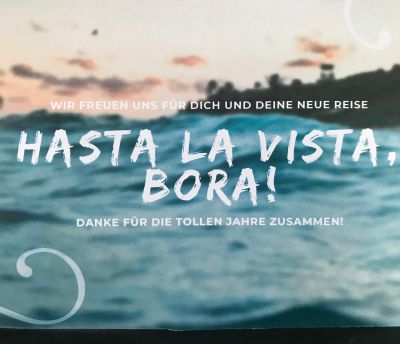 WIR FREUEN UNS FÜR DICH UND DEINE NEUE REISE
HASTA LA VISTA,
BORA!
DANKE FÜR DIE TOLLEN JAHRE ZUSAMMEN!